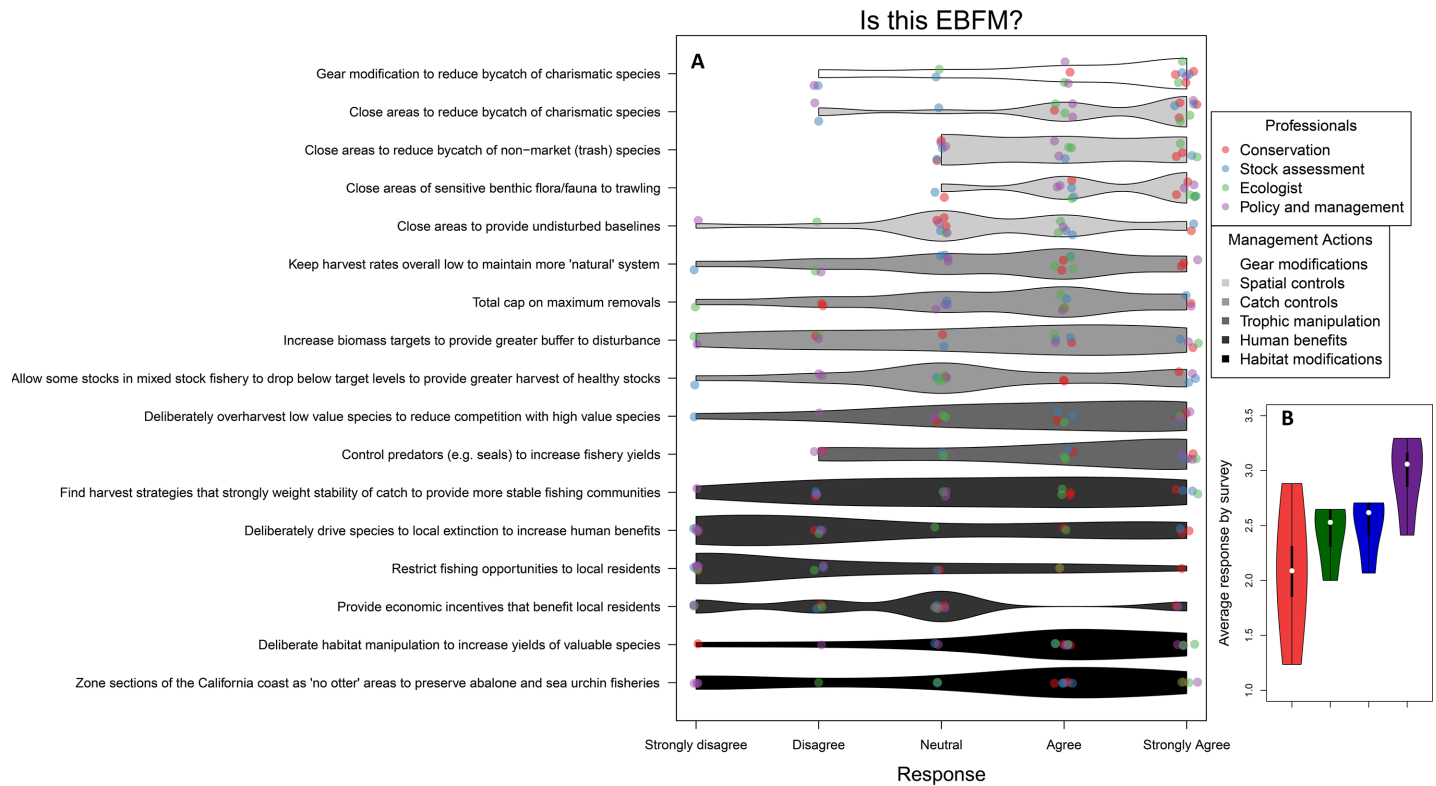 Is this EBFM?
A
Gear modification to reduce bycatch of charismatic species
Close areas to reduce bycatch of charismatic species
Close areas to reduce bycatch of non−market (trash) species
Close areas of sensitive benthic flora/fauna to trawling
Close areas to provide undisturbed baselines
Keep harvest rates overall low to maintain more 'natural' system
Total cap on maximum removals
Increase biomass targets to provide greater buffer to disturbance
Allow some stocks in mixed stock fishery to drop below target levels to provide greater harvest of healthy stocks
Deliberately overharvest low value species to reduce competition with high value species
Control predators (e.g. seals) to increase fishery yields
Find harvest strategies that strongly weight stability of catch to provide more stable fishing communities
Deliberately drive species to local extinction to increase human benefits
Restrict fishing opportunities to local residents
Provide economic incentives that benefit local residents
Deliberate habitat manipulation to increase yields of valuable species
Zone sections of the California coast as 'no otter' areas to preserve abalone and sea urchin fisheries
Strongly disagree
Disagree
Neutral
Agree
Strongly Agree
Response
Professionals
Conservation
Stock assessment
Ecologist
Policy and management
Management Actions
Gear modifications
Spatial controls
Catch controls
Trophic manipulation
Human benefits
Habitat modifications
B
Average response by survey
3.5
3.0
2.5
2.0
1.5
1.0